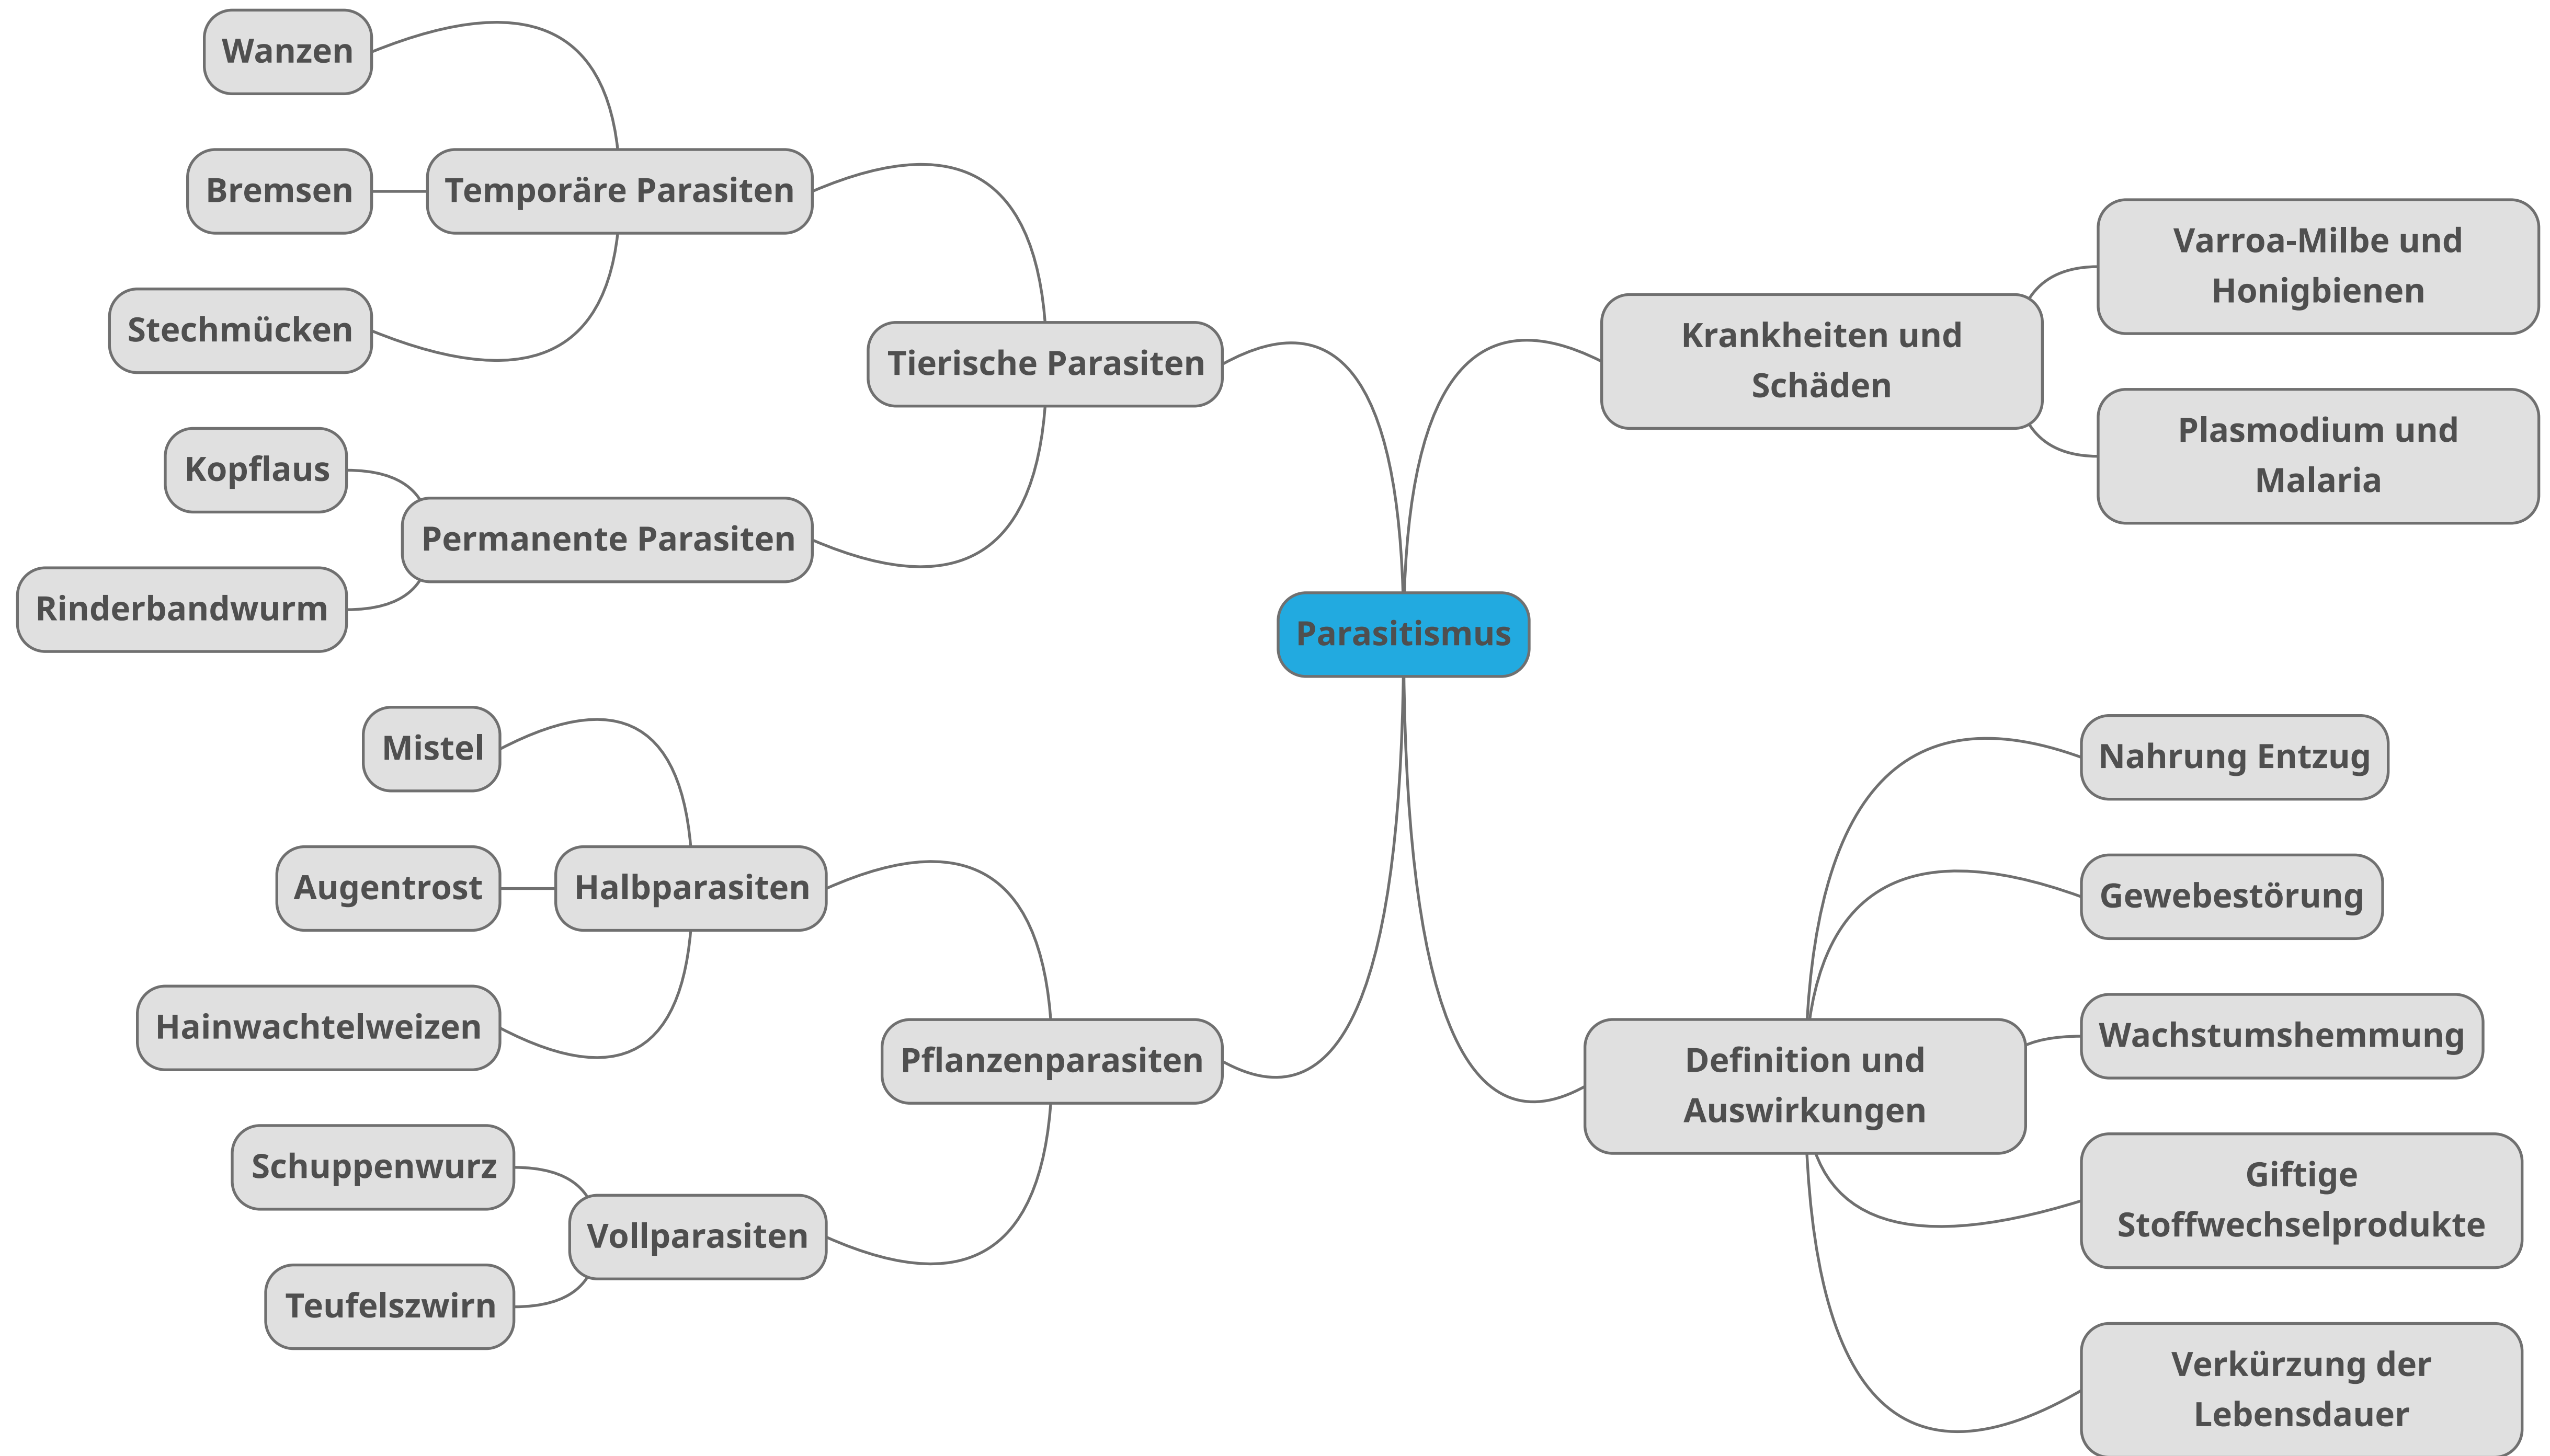 Wanzen
Bremsen
Temporäre Parasiten
Stechmücken
Tierische Parasiten
Kopflaus
Permanente Parasiten
Rinderbandwurm
Varroa-Milbe und
Honigbienen
Krankheiten und
Schäden
Plasmodium und
Malaria
Parasitismus
Mistel
Augentrost
Halbparasiten
Hainwachtelweizen
Pflanzenparasiten
Schuppenwurz
Vollparasiten
Teufelszwirn
Nahrung Entzug
Gewebestörung
Wachstumshemmung
Definition und
Auswirkungen
Giftige
Stoffwechselprodukte
Verkürzung der
Lebensdauer